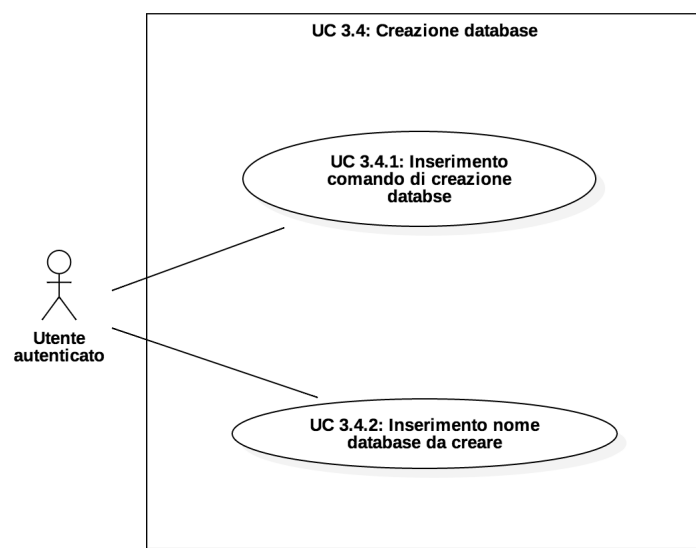 UC 3.4: Creazione database
UC 3.4.1: Inserimento
comando di creazione
databse
Utente
autenticato
UC 3.4.2: Inserimento nome
database da creare